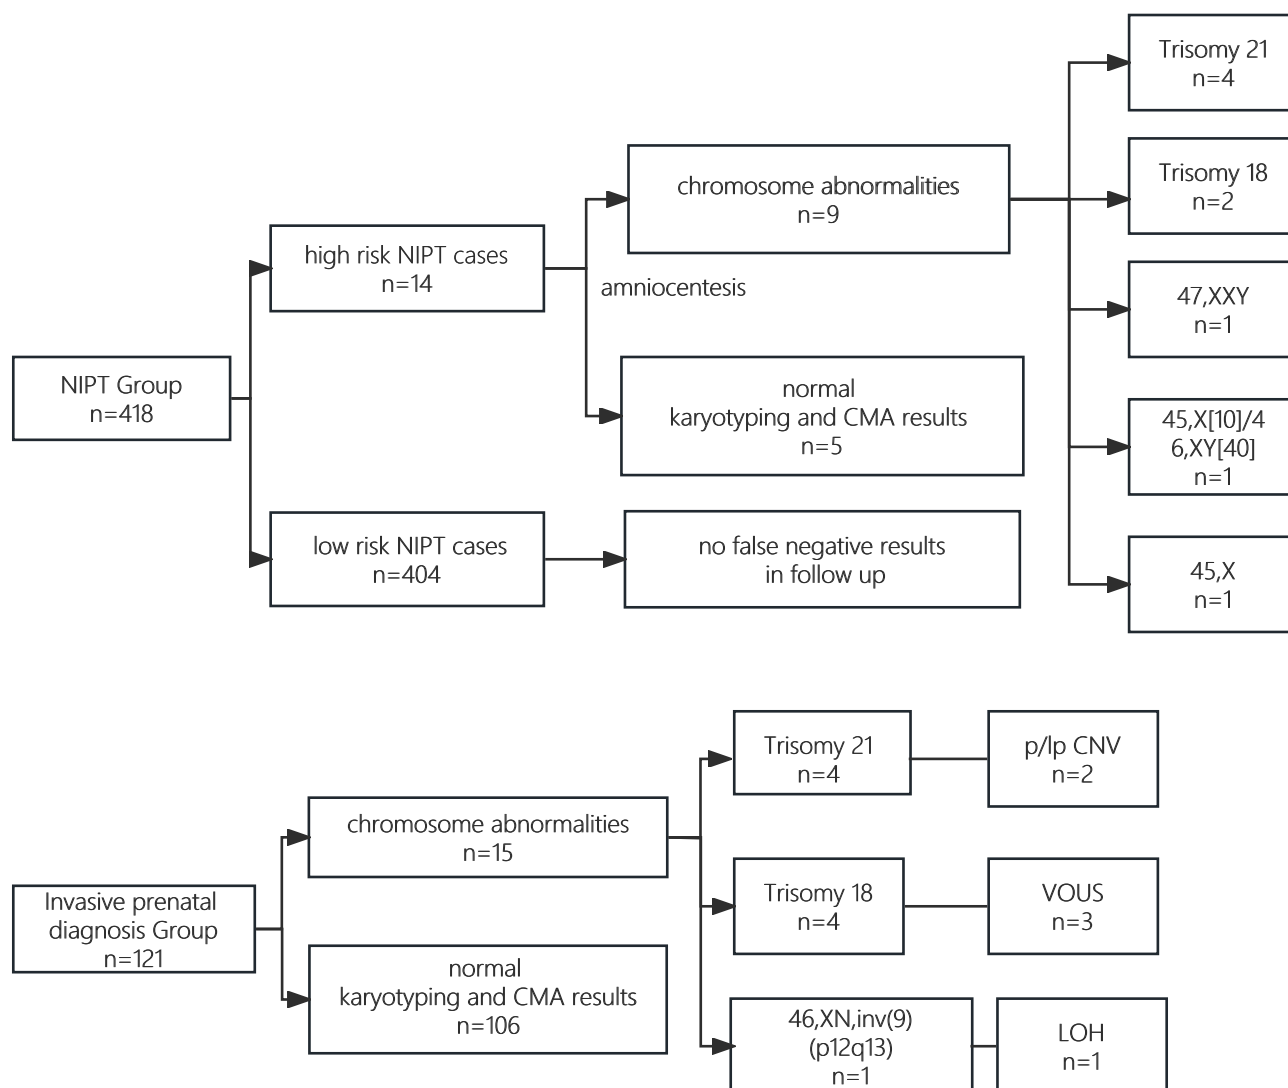 NIPT Group
n=418
high risk NIPT cases
n=14
low risk NIPT cases
n=404
amniocentesis
chromosome abnormalities
n=9
normal
karyotyping and CMA results
n=5
no false negative results
in follow up
Trisomy 21
n=4
Trisomy 18
n=2
47,XXY
n=1
45,X[10]/4
6,XY[40]
n=1
45,X
n=1
Invasive prenatal
diagnosis Group
n=121
chromosome abnormalities
n=15
normal
karyotyping and CMA results
n=106
Trisomy 21
n=4
p/lp CNV
n=2
Trisomy 18
n=4
VOUS
n=3
46,XN,inv(9)
(p12q13)
n=1
LOH
n=1